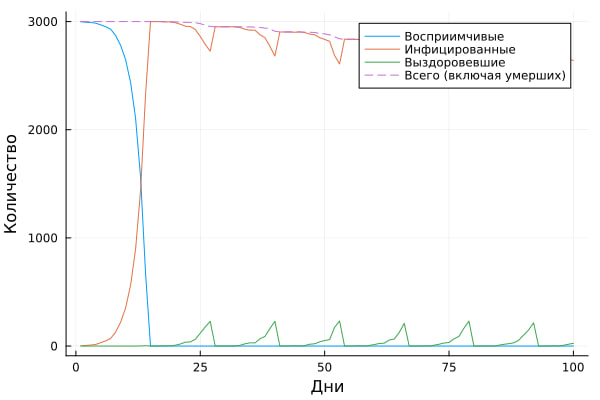 3000
2000
1000
0
Количество
Восприимчивые
Инфицированные
Выздоровевшие
Всего (включая умерших)
0 25 50 75 100
Дни